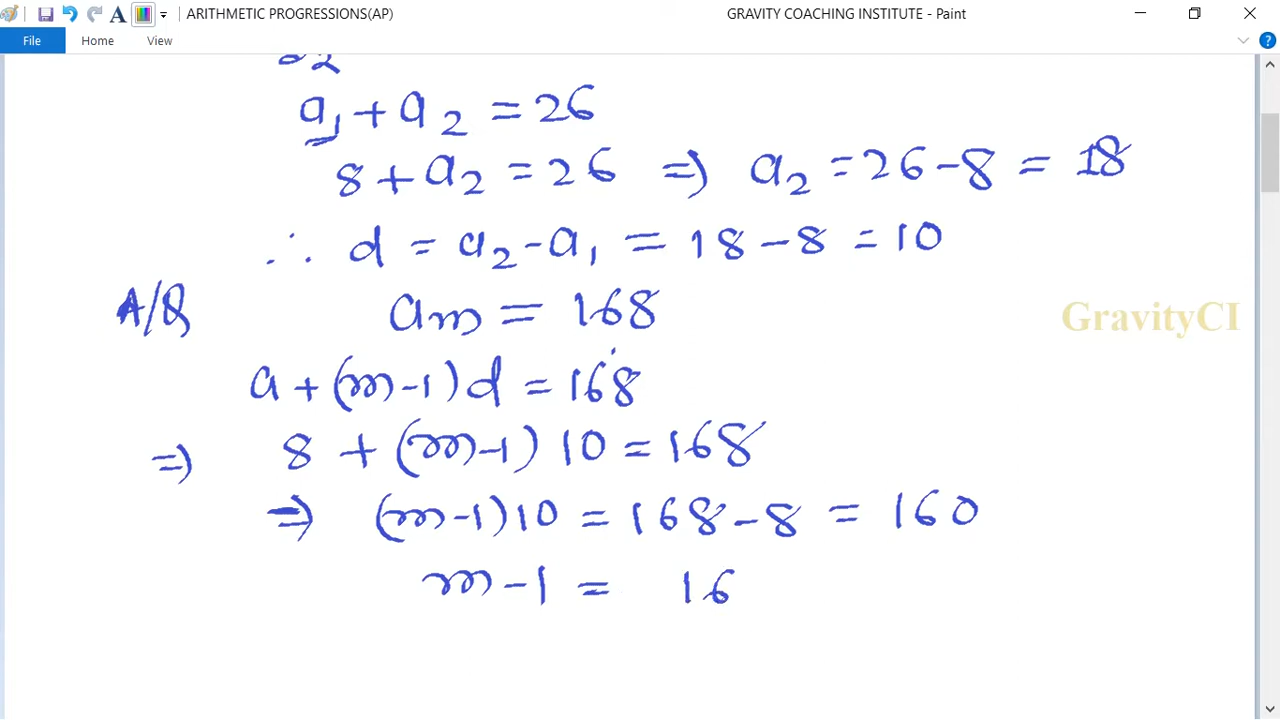 ARITHMETIC PROGRESSIONS(AP)
GRAVITY COACHING INSTITUTE - Paint
File Home View
a₁ + a₂ = 26
8 + a₂ = 26 => a₂ = 26 - 8 = 18
∴ d = a₂ - a₁ = 18 - 8 = 10
A/Q am = 168
GravityCI
a + (m-1)d = 168
=> 8 + (m-1) 10 = 168
=> (m-1)10 = 168 - 8 = 160
m - 1 = 16